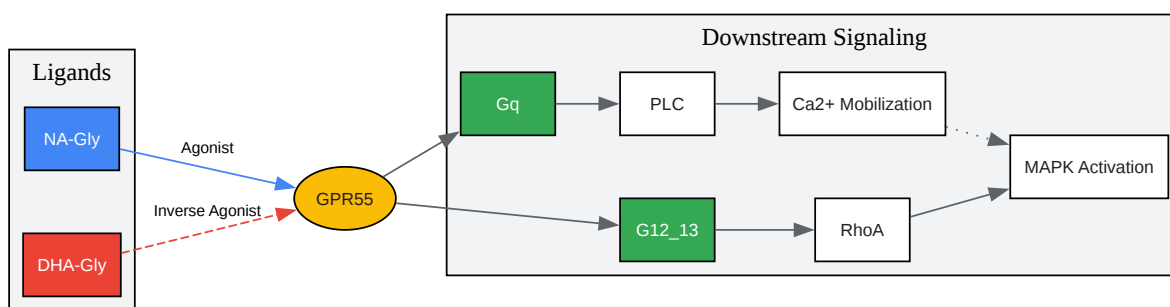 Downstream Signaling
Ligands
NA-Gly
Agonist
Inverse Agonist
DHA-Gly
GPR55
Gq
PLC
Ca2+ Mobilization
MAPK Activation
G12_13
RhoA